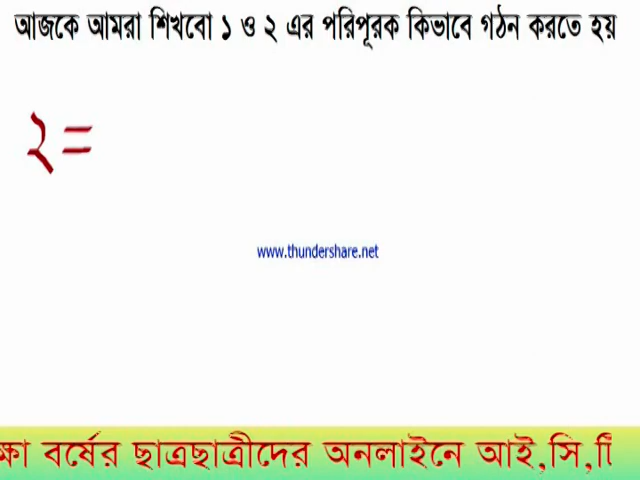 আজকে আমরা শিখবো ১ ও ২ এর পরিপূরক কিভাবে গঠন করতে হয়
২=
www.thundershare.net
ক্ষা বর্ষের ছাত্রছাত্রীদের অনলাইনে আই,সি,টি